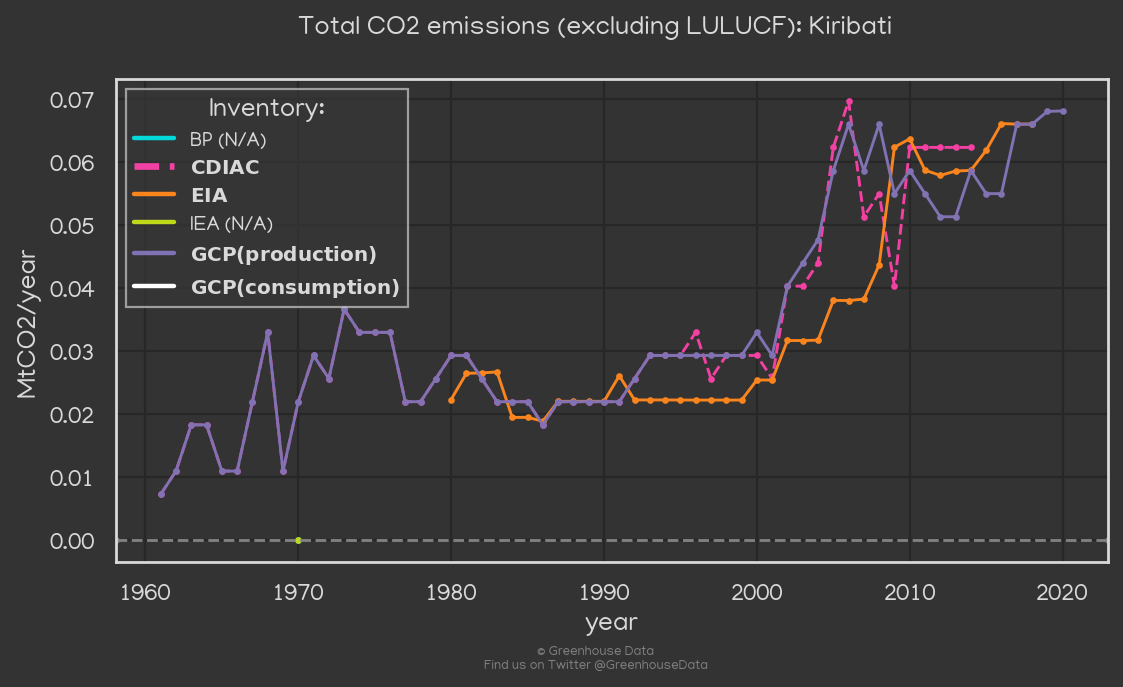 Total CO2 emissions (excluding LULUCF): Kiribati
Inventory:
BP (N/A)
CDIAC
EIA
IEA (N/A)
GCP(production)
GCP(consumption)
MtCO2/year
0.07
0.06
0.05
0.04
0.03
0.02
0.01
0.00
1960 1970 1980 1990 2000 2010 2020
year
© Greenhouse Data
Find us on Twitter @GreenhouseData